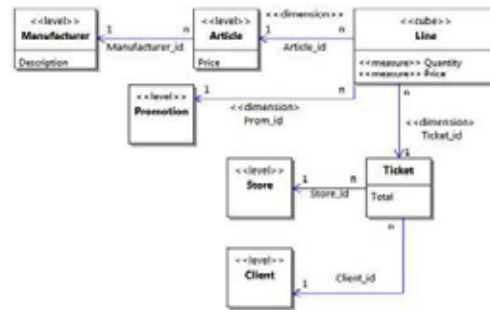 <<level>>
Manufacturer
Description
1
n
Manufacturer_id
<<level>>
Article
Price
<<dimension>>
1
n
Article_id
<<cube>>
Line
<<measure>> Quantity
<<measure>> Price
<<level>>
Promotion
1
n
<<dimension>>
Prom_id
n
<<dimension>>
Ticket_id
1
<<level>>
Store
1
n
Store_id
Ticket
Total
n
<<level>>
Client
Client_id
1